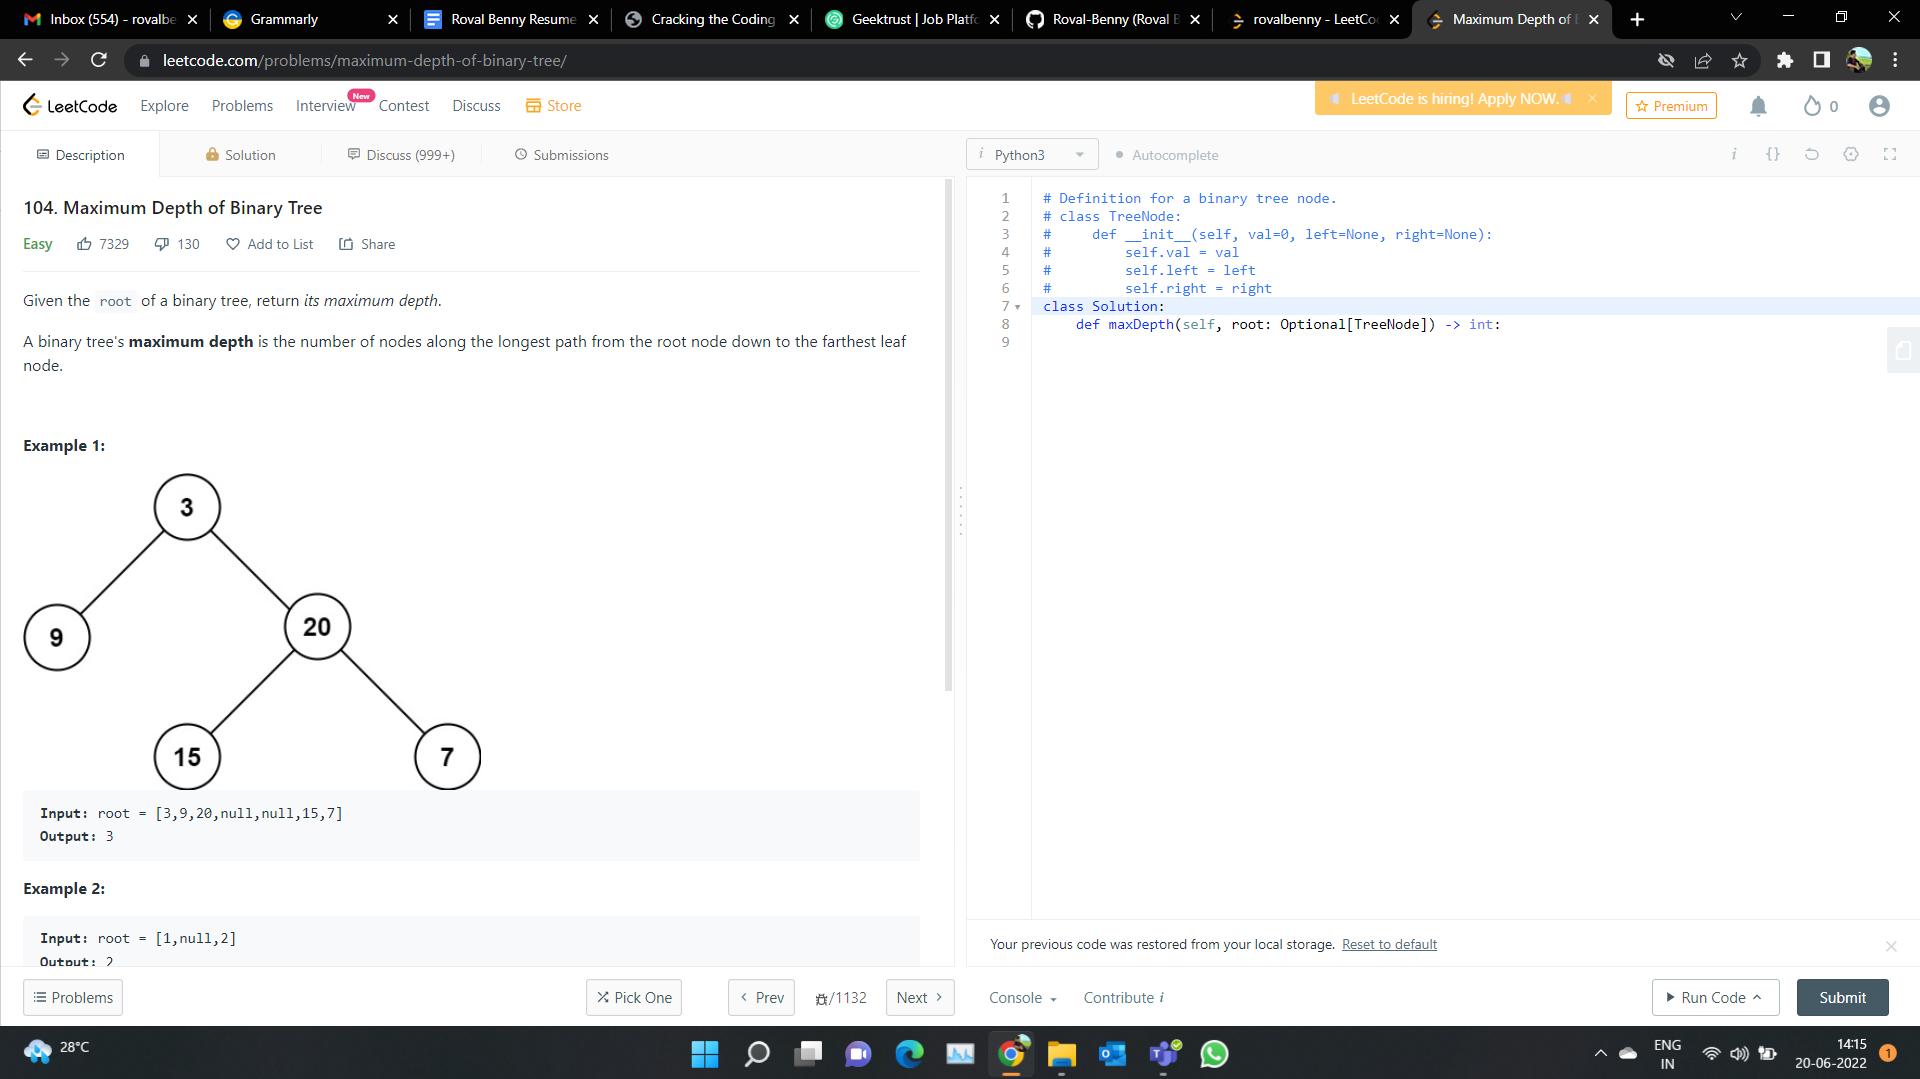 Inbox (554) - rovalbe
Grammarly
Roval Benny Resume
Cracking the Coding
Geektrust | Job Platfo
Roval-Benny (Roval B
rovalbenny - LeetCo
Maximum Depth of
leetcode.com/problems/maximum-depth-of-binary-tree/
LeetCode
Explore
Problems
Interview
New
Contest
Discuss
Store
LeetCode is hiring! Apply NOW.
Premium
0
Description
Solution
Discuss (999+)
Submissions
i Python3
Autocomplete
i {}
104. Maximum Depth of Binary Tree
Easy 7329 130 Add to List Share
Given the root of a binary tree, return its maximum depth.
A binary tree's maximum depth is the number of nodes along the longest path from the root node down to the farthest leaf
node.
Example 1:
3
9
20
15
7
Input: root = [3,9,20,null,null,15,7]
Output: 3
Example 2:
Input: root = [1,null,2]
Output: 2
1 # Definition for a binary tree node.
2 # class TreeNode:
3 #     def __init__(self, val=0, left=None, right=None):
4 #         self.val = val
5 #         self.left = left
6 #         self.right = right
7 class Solution:
8     def maxDepth(self, root: Optional[TreeNode]) -> int:
9
Your previous code was restored from your local storage. Reset to default
Problems
Pick One
Prev
/1132
Next
Console
Contribute i
Run Code
Submit
28°C
ENG
IN
14:15
20-06-2022
1